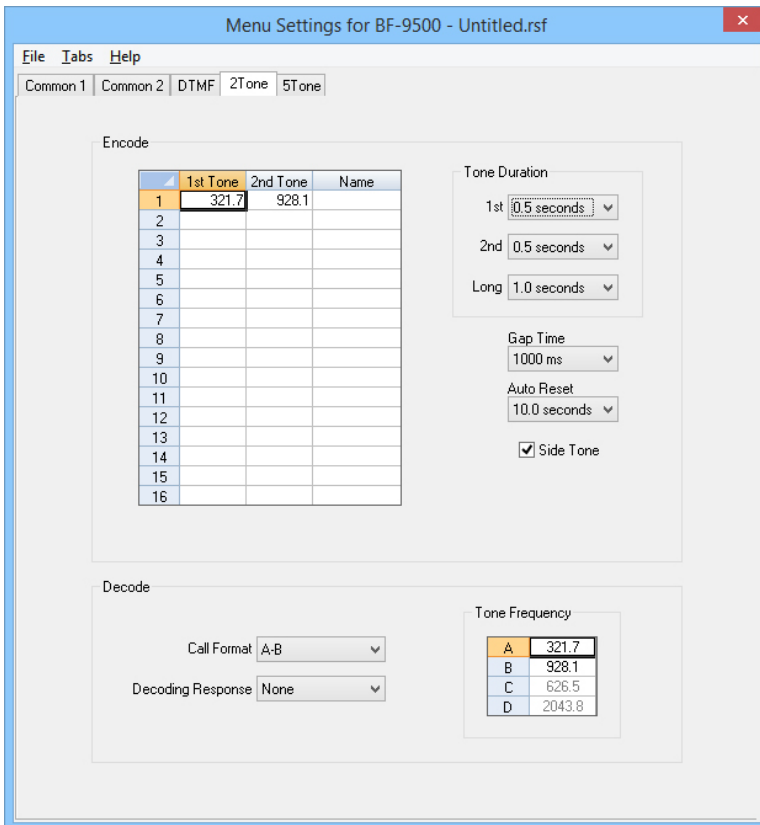 Menu Settings for BF-9500 - Untitled.rsf
File Tabs Help
Common 1 Common 2 DTMF 2Tone 5Tone
Encode
1st Tone 2nd Tone Name
1 321.7 928.1
2
3
4
5
6
7
8
9
10
11
12
13
14
15
16
Tone Duration
1st 0.5 seconds
2nd 0.5 seconds
Long 1.0 seconds
Gap Time
1000 ms
Auto Reset
10.0 seconds
Side Tone
Decode
Call Format A-B
Decoding Response None
Tone Frequency
A 321.7
B 928.1
C 626.5
D 2043.8